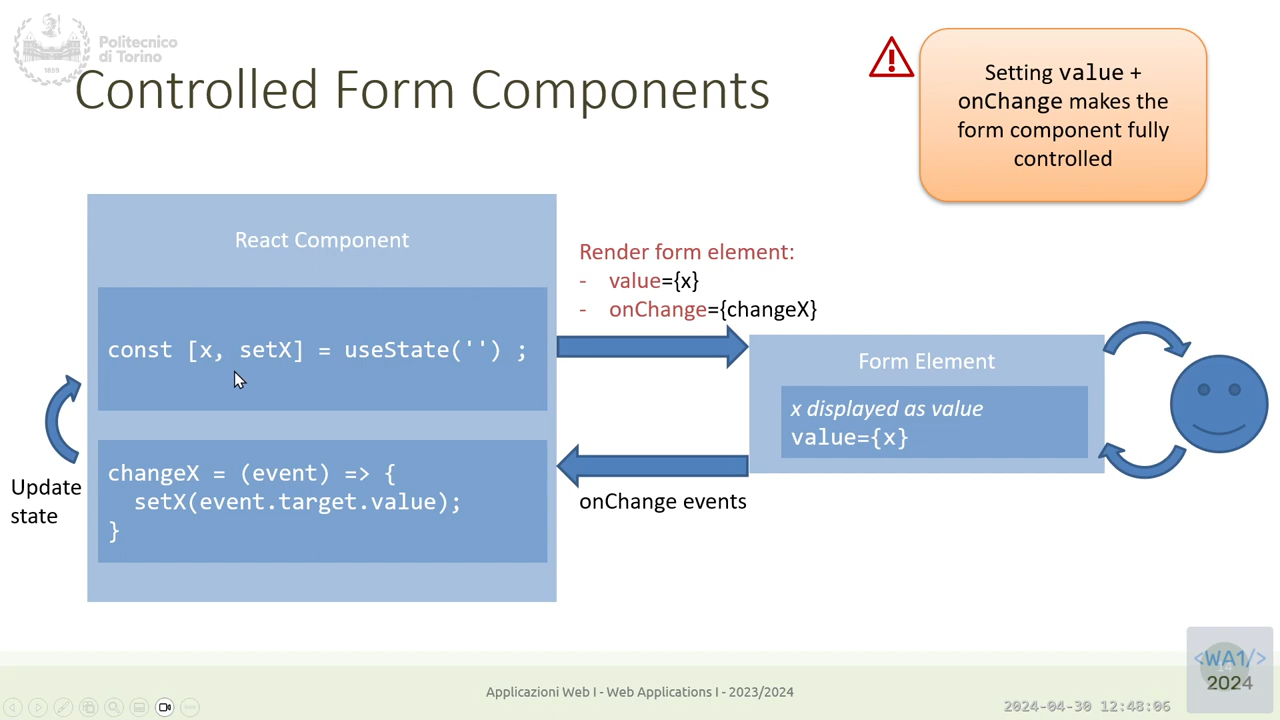 Politecnico
di Torino
1859
Controlled Form Components
Setting value +
onChange makes the
form component fully
controlled
React Component
const [x, setX] = useState('') ;
changeX = (event) => {
setX(event.target.value);
}
Update
state
Render form element:
- value={x}
- onChange={changeX}
Form Element
x displayed as value
value={x}
onChange events
Applicazioni Web I - Web Applications I - 2023/2024
<WA1/>
2024
2024-04-30 12:48:06